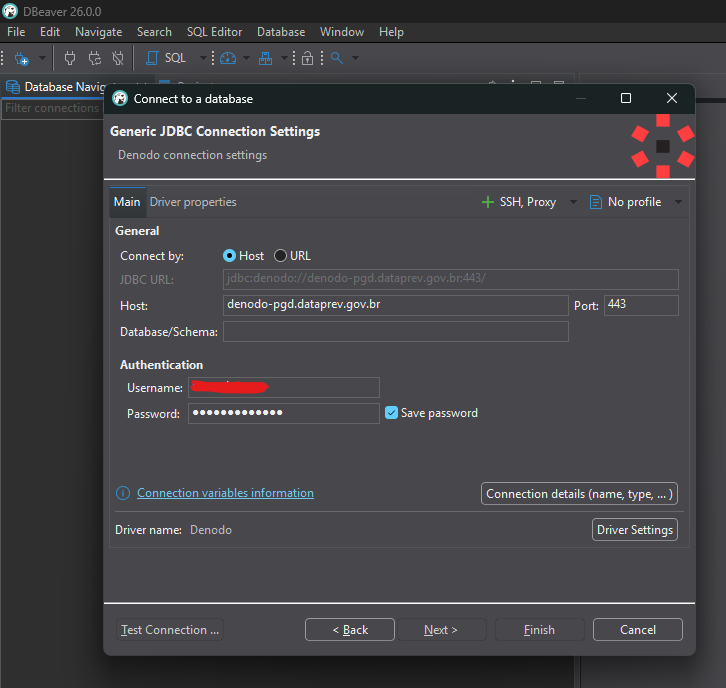 DBeaver 26.0.0
File Edit Navigate Search SQL Editor Database Window Help
SQL
Database Navig
Filter connections
Connect to a database
Generic JDBC Connection Settings
Denodo connection settings
Main Driver properties SSH, Proxy No profile
General
Connect by: Host URL
JDBC URL: jdbc:denodo://denodo-pgd.dataprev.gov.br:443/
Host: denodo-pgd.dataprev.gov.br Port: 443
Database/Schema:
Authentication
Username:
Password: •••••••••••••
Save password
Connection variables information
Connection details (name, type, ... )
Driver name: Denodo
Driver Settings
Test Connection ...
< Back
Next >
Finish
Cancel